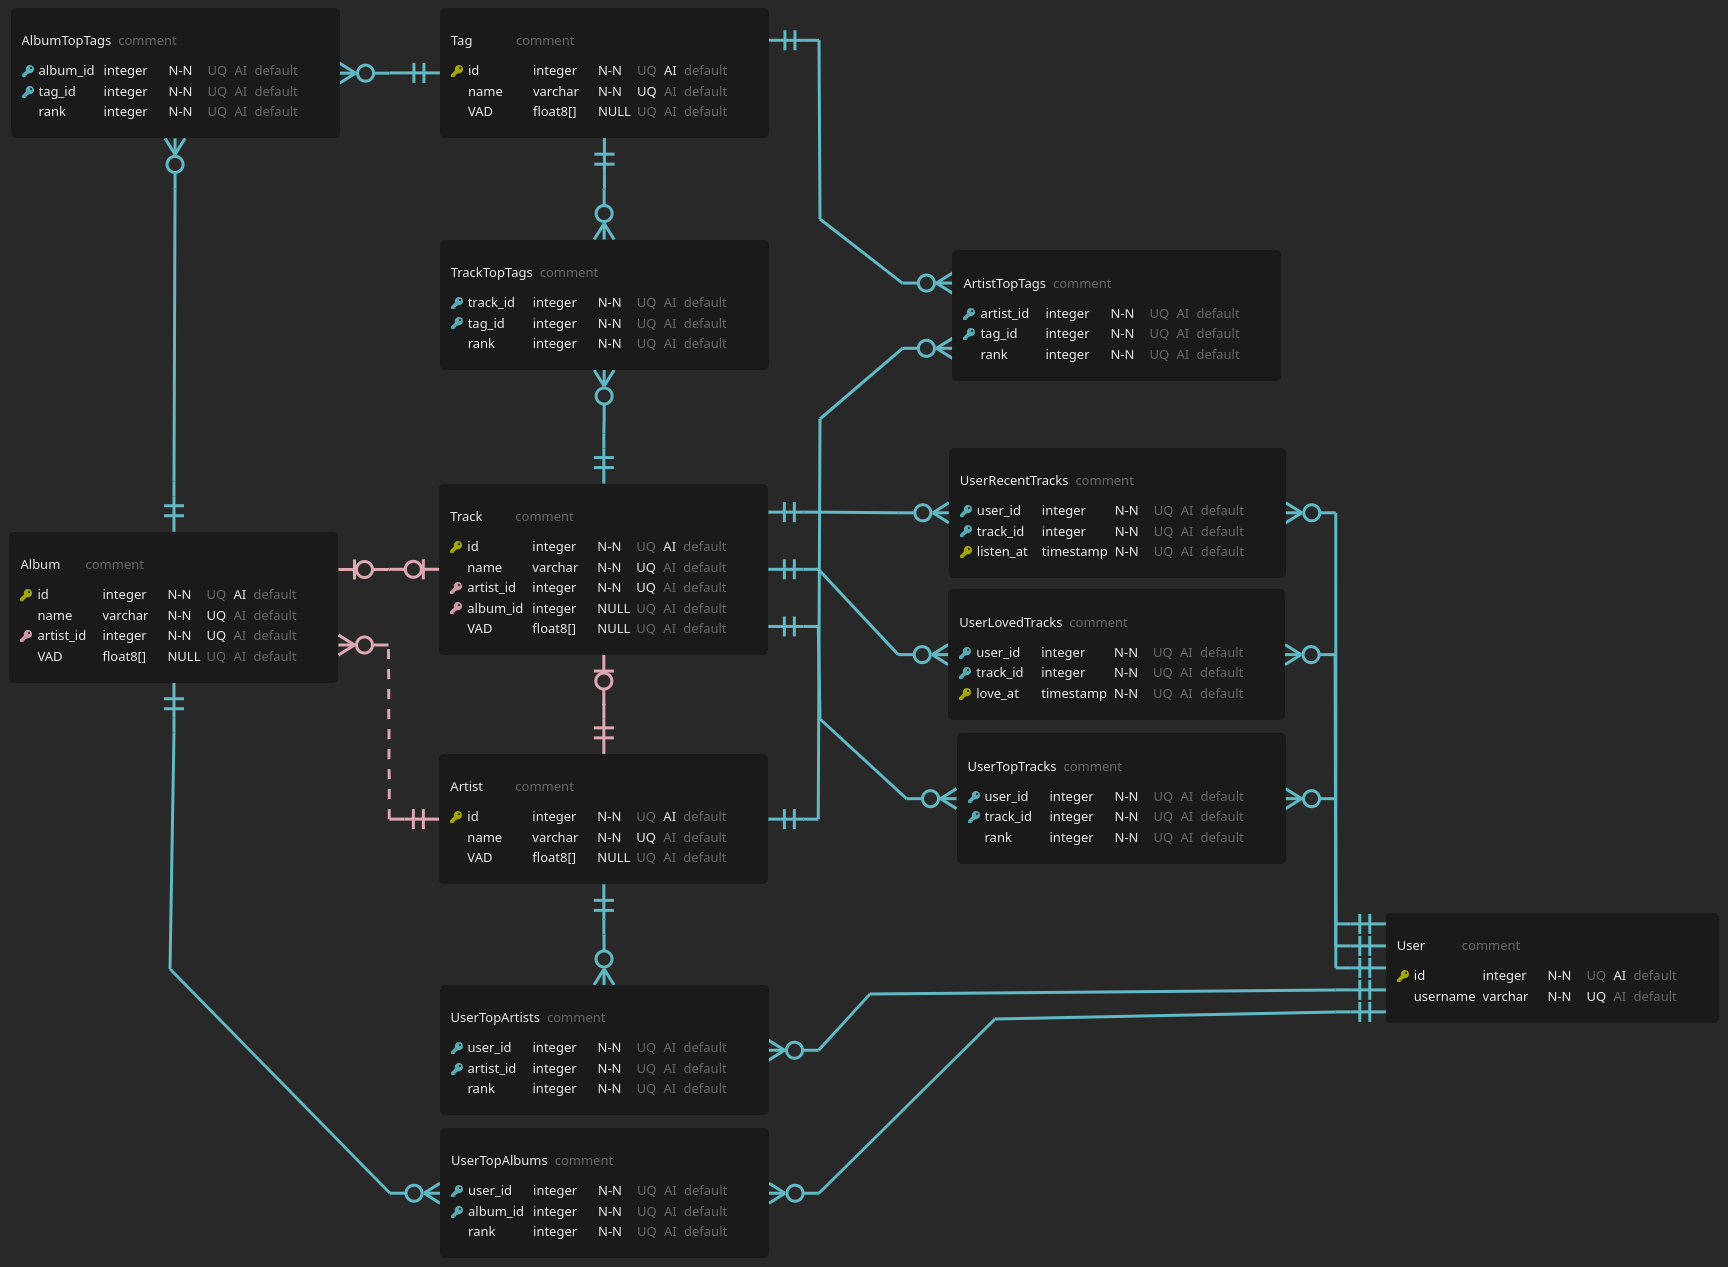 AlbumTopTags comment
album_id integer N-N UQ AI default
tag_id integer N-N UQ AI default
rank integer N-N UQ AI default
Tag comment
id integer N-N UQ AI default
name varchar N-N UQ AI default
VAD float8[] NULL UQ AI default
TrackTopTags comment
track_id integer N-N UQ AI default
tag_id integer N-N UQ AI default
rank integer N-N UQ AI default
ArtistTopTags comment
artist_id integer N-N UQ AI default
tag_id integer N-N UQ AI default
rank integer N-N UQ AI default
UserRecentTracks comment
user_id integer N-N UQ AI default
track_id integer N-N UQ AI default
listen_at timestamp N-N UQ AI default
Track comment
id integer N-N UQ AI default
name varchar N-N UQ AI default
artist_id integer N-N UQ AI default
album_id integer NULL UQ AI default
VAD float8[] NULL UQ AI default
Album comment
id integer N-N UQ AI default
name varchar N-N UQ AI default
artist_id integer N-N UQ AI default
VAD float8[] NULL UQ AI default
UserLovedTracks comment
user_id integer N-N UQ AI default
track_id integer N-N UQ AI default
love_at timestamp N-N UQ AI default
UserTopTracks comment
user_id integer N-N UQ AI default
track_id integer N-N UQ AI default
rank integer N-N UQ AI default
Artist comment
id integer N-N UQ AI default
name varchar N-N UQ AI default
VAD float8[] NULL UQ AI default
User comment
id integer N-N UQ AI default
username varchar N-N UQ AI default
UserTopArtists comment
user_id integer N-N UQ AI default
artist_id integer N-N UQ AI default
rank integer N-N UQ AI default
UserTopAlbums comment
user_id integer N-N UQ AI default
album_id integer N-N UQ AI default
rank integer N-N UQ AI default